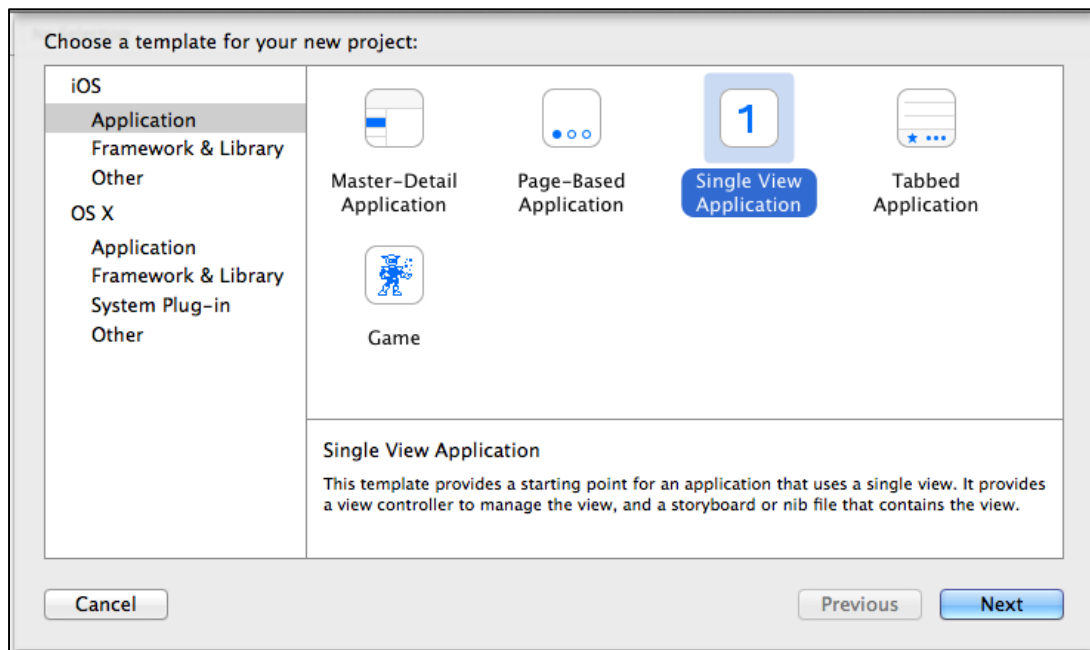 Choose a template for your new project:
iOS
Application
Framework & Library
Other
OS X
Application
Framework & Library
System Plug-in
Other
Master-Detail
Application
Page-Based
Application
1
Single View
Application
Tabbed
Application
Game
Single View Application
This template provides a starting point for an application that uses a single view. It provides
a view controller to manage the view, and a storyboard or nib file that contains the view.
Cancel
Previous
Next